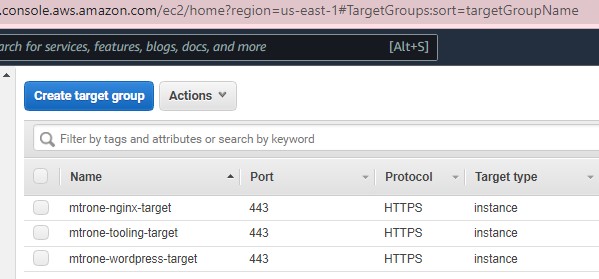 .console.aws.amazon.com/ec2/home?region=us-east-1#TargetGroups:sort=targetGroupName
rch for services, features, blogs, docs, and more [Alt+S]
Create target group Actions
Filter by tags and attributes or search by keyword
Name Port Protocol Target type
mtrone-nginx-target 443 HTTPS instance
mtrone-tooling-target 443 HTTPS instance
mtrone-wordpress-target 443 HTTPS instance